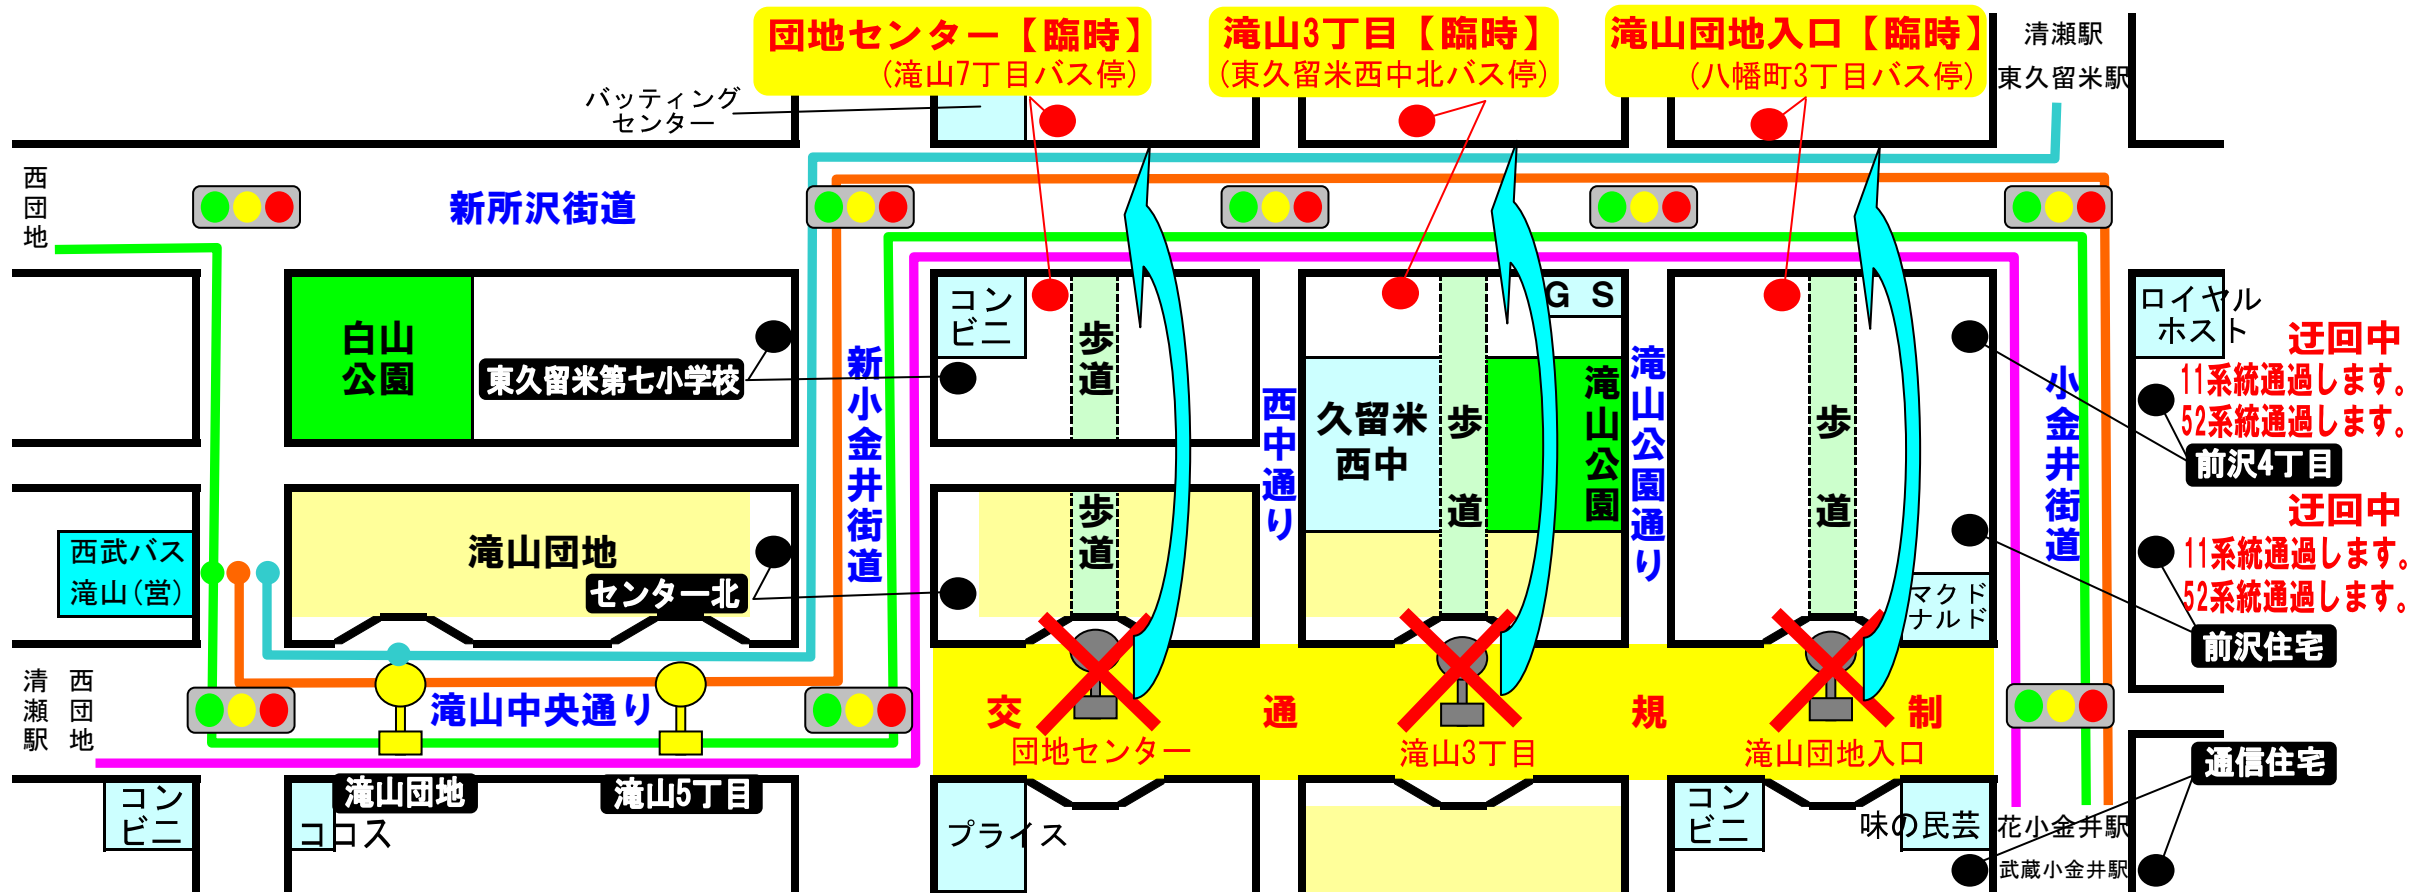 団地センター【臨時】
(滝山7丁目バス停)
滝山3丁目【臨時】
(東久留米西中北バス停)
滝山団地入口【臨時】
(八幡町3丁目バス停)
清瀬駅
東久留米駅
バッティング
センター
西団地
新所沢街道
白山
公園
東久留米第七小学校
新小金井街道
コン
ビニ
歩道
西中通り
GS
久留米
西中
歩道
滝山公園
滝山公園通り
歩道
小金井街道
ロイヤル
ホスト
迂回中
11系統通過します。
52系統通過します。
前沢4丁目
迂回中
11系統通過します。
52系統通過します。
前沢住宅
西武バス
滝山(営)
滝山団地
センター北
歩道
マクド
ナルド
清瀬駅
西団地
滝山中央通り
交通規制
団地センター
滝山3丁目
滝山団地入口
通信住宅
コン
ビニ
ココス
滝山団地
滝山5丁目
プライス
コン
ビニ
味の民芸
花小金井駅
武蔵小金井駅